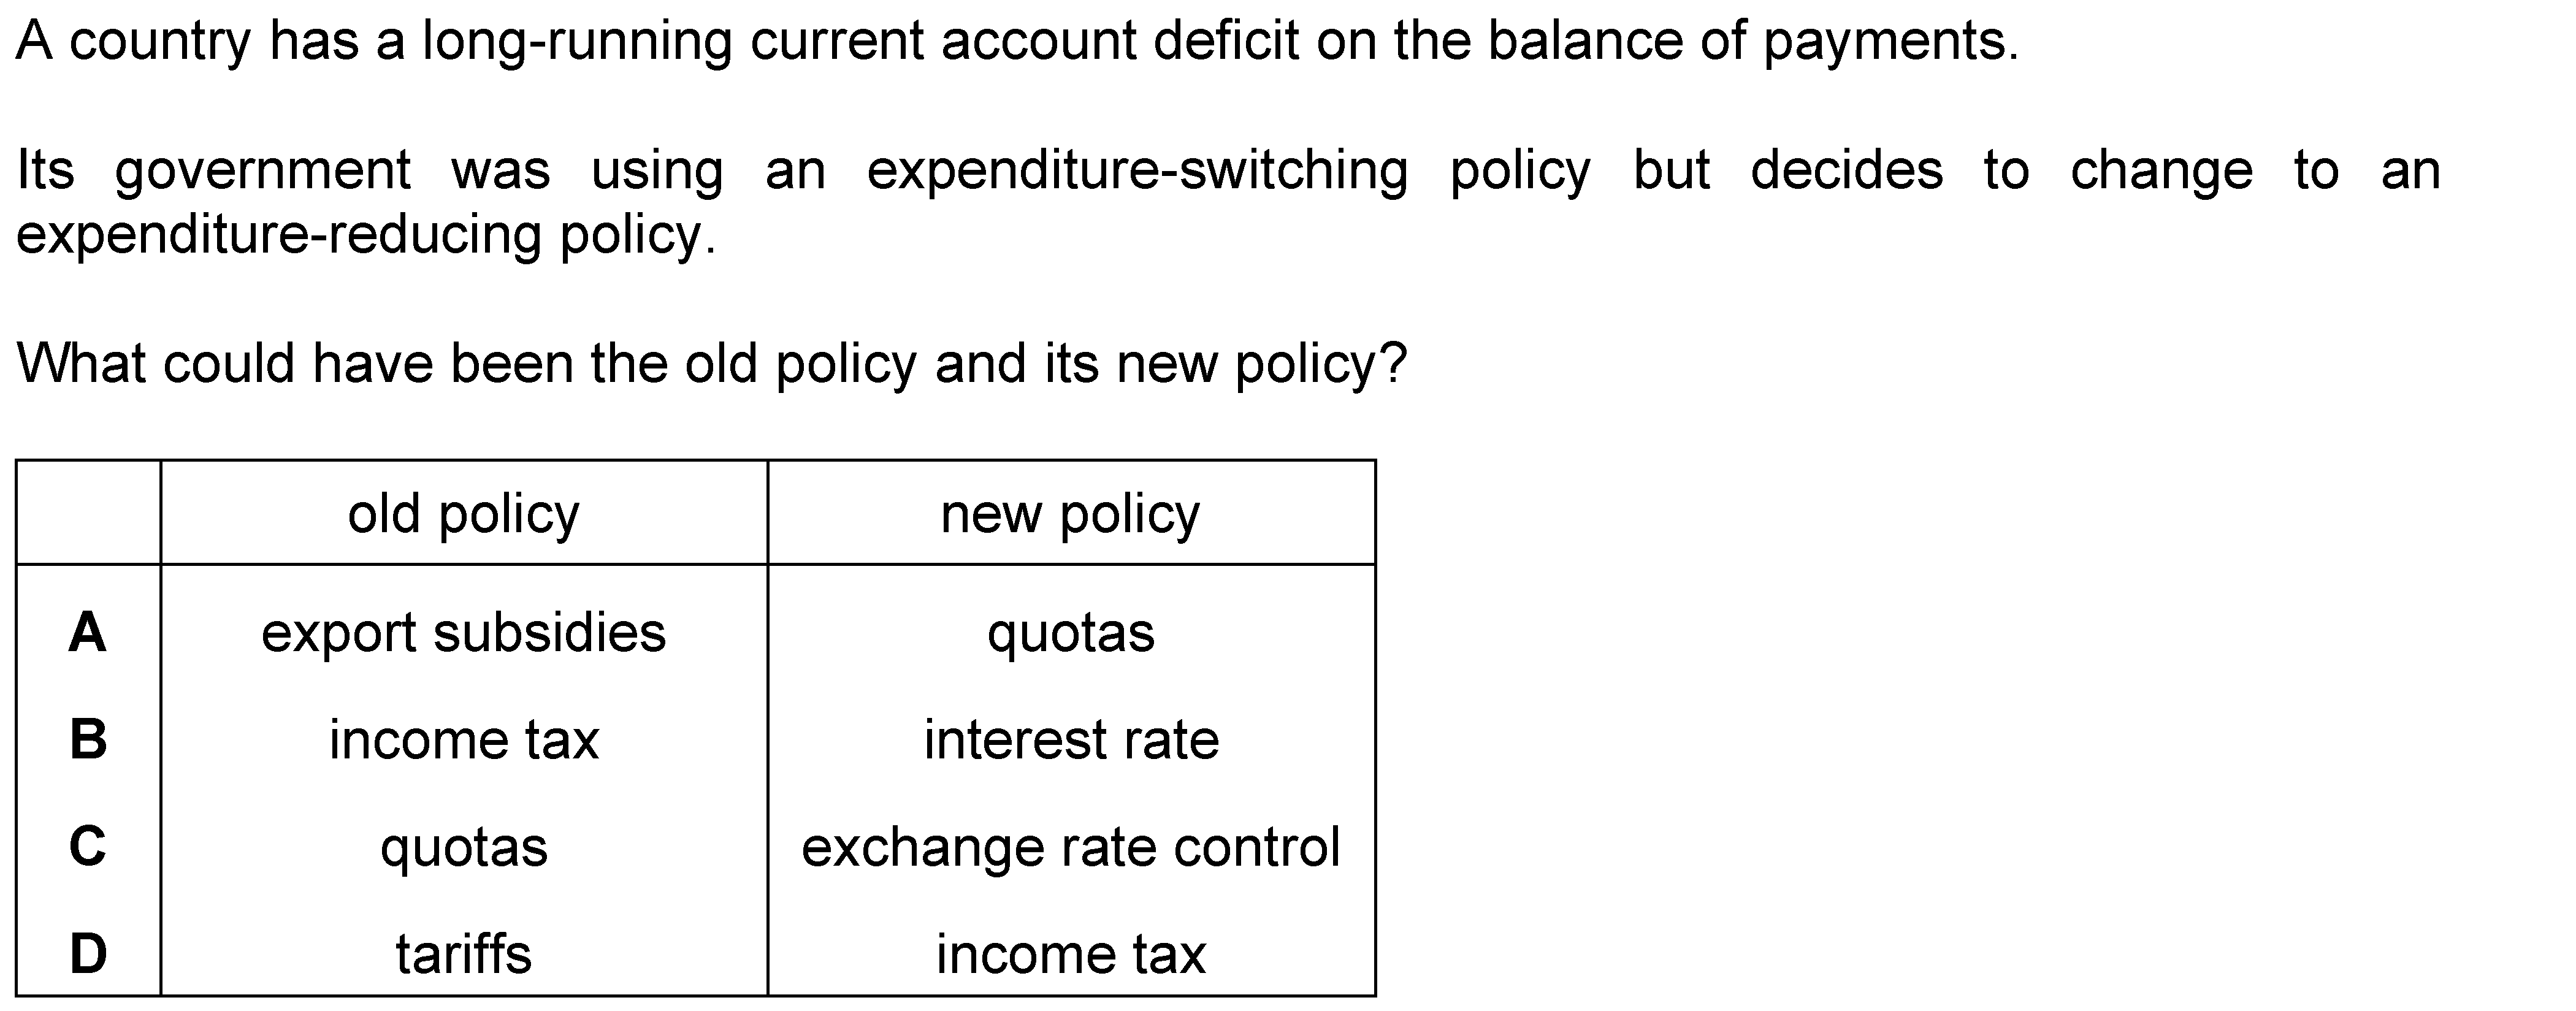 A country has a long-running current account deficit on the balance of payments.
Its government was using an expenditure-switching policy but decides to change to an
expenditure-reducing policy.
What could have been the old policy and its new policy?
old policy new policy
A export subsidies quotas
B income tax interest rate
C quotas exchange rate control
D tariffs income tax